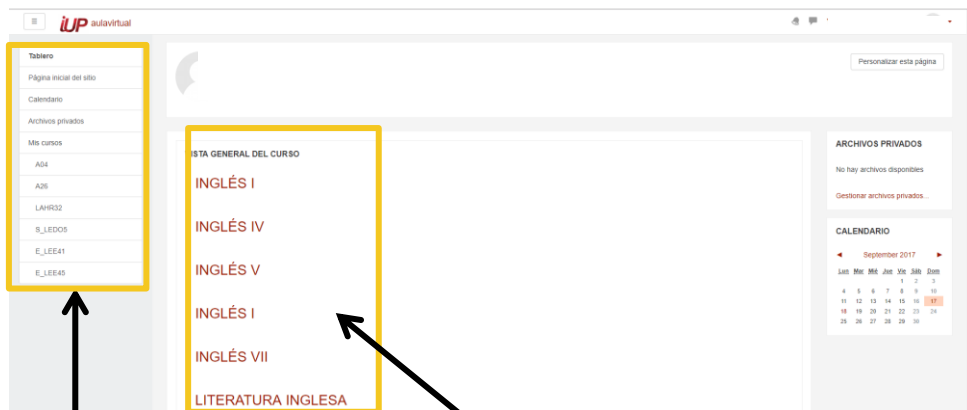 iUP aulavirtual
Tablero
Página inicial del sitio
Calendario
Archivos privados
Mis cursos
A04
A26
LAHR32
S_LEDO5
E_LEE41
E_LEE45
Personalizar esta página
ISTA GENERAL DEL CURSO
INGLÉS I
INGLÉS IV
INGLÉS V
INGLÉS I
INGLÉS VII
LITERATURA INGLESA
ARCHIVOS PRIVADOS
No hay archivos disponibles
Gestionar archivos privados...
CALENDARIO
◄ September 2017 ►
Lun Mar Mié Jue Vie Sáb Dom
1 2 3
4 5 6 7 8 9 10
11 12 13 14 15 16 17
18 19 20 21 22 23 24
25 26 27 28 29 30